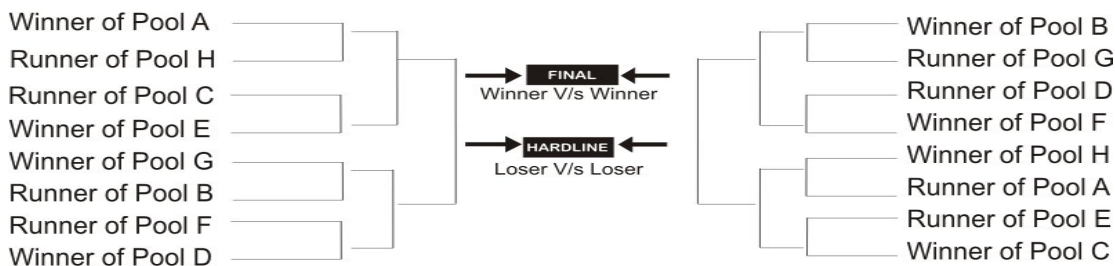 Winner of Pool A
Runner of Pool H
Runner of Pool C
Winner of Pool E
Winner of Pool G
Runner of Pool B
Runner of Pool F
Winner of Pool D
FINAL
Winner V/s Winner
HARDLINE
Loser V/s Loser
Winner of Pool B
Runner of Pool G
Runner of Pool D
Winner of Pool F
Winner of Pool H
Runner of Pool A
Runner of Pool E
Winner of Pool C